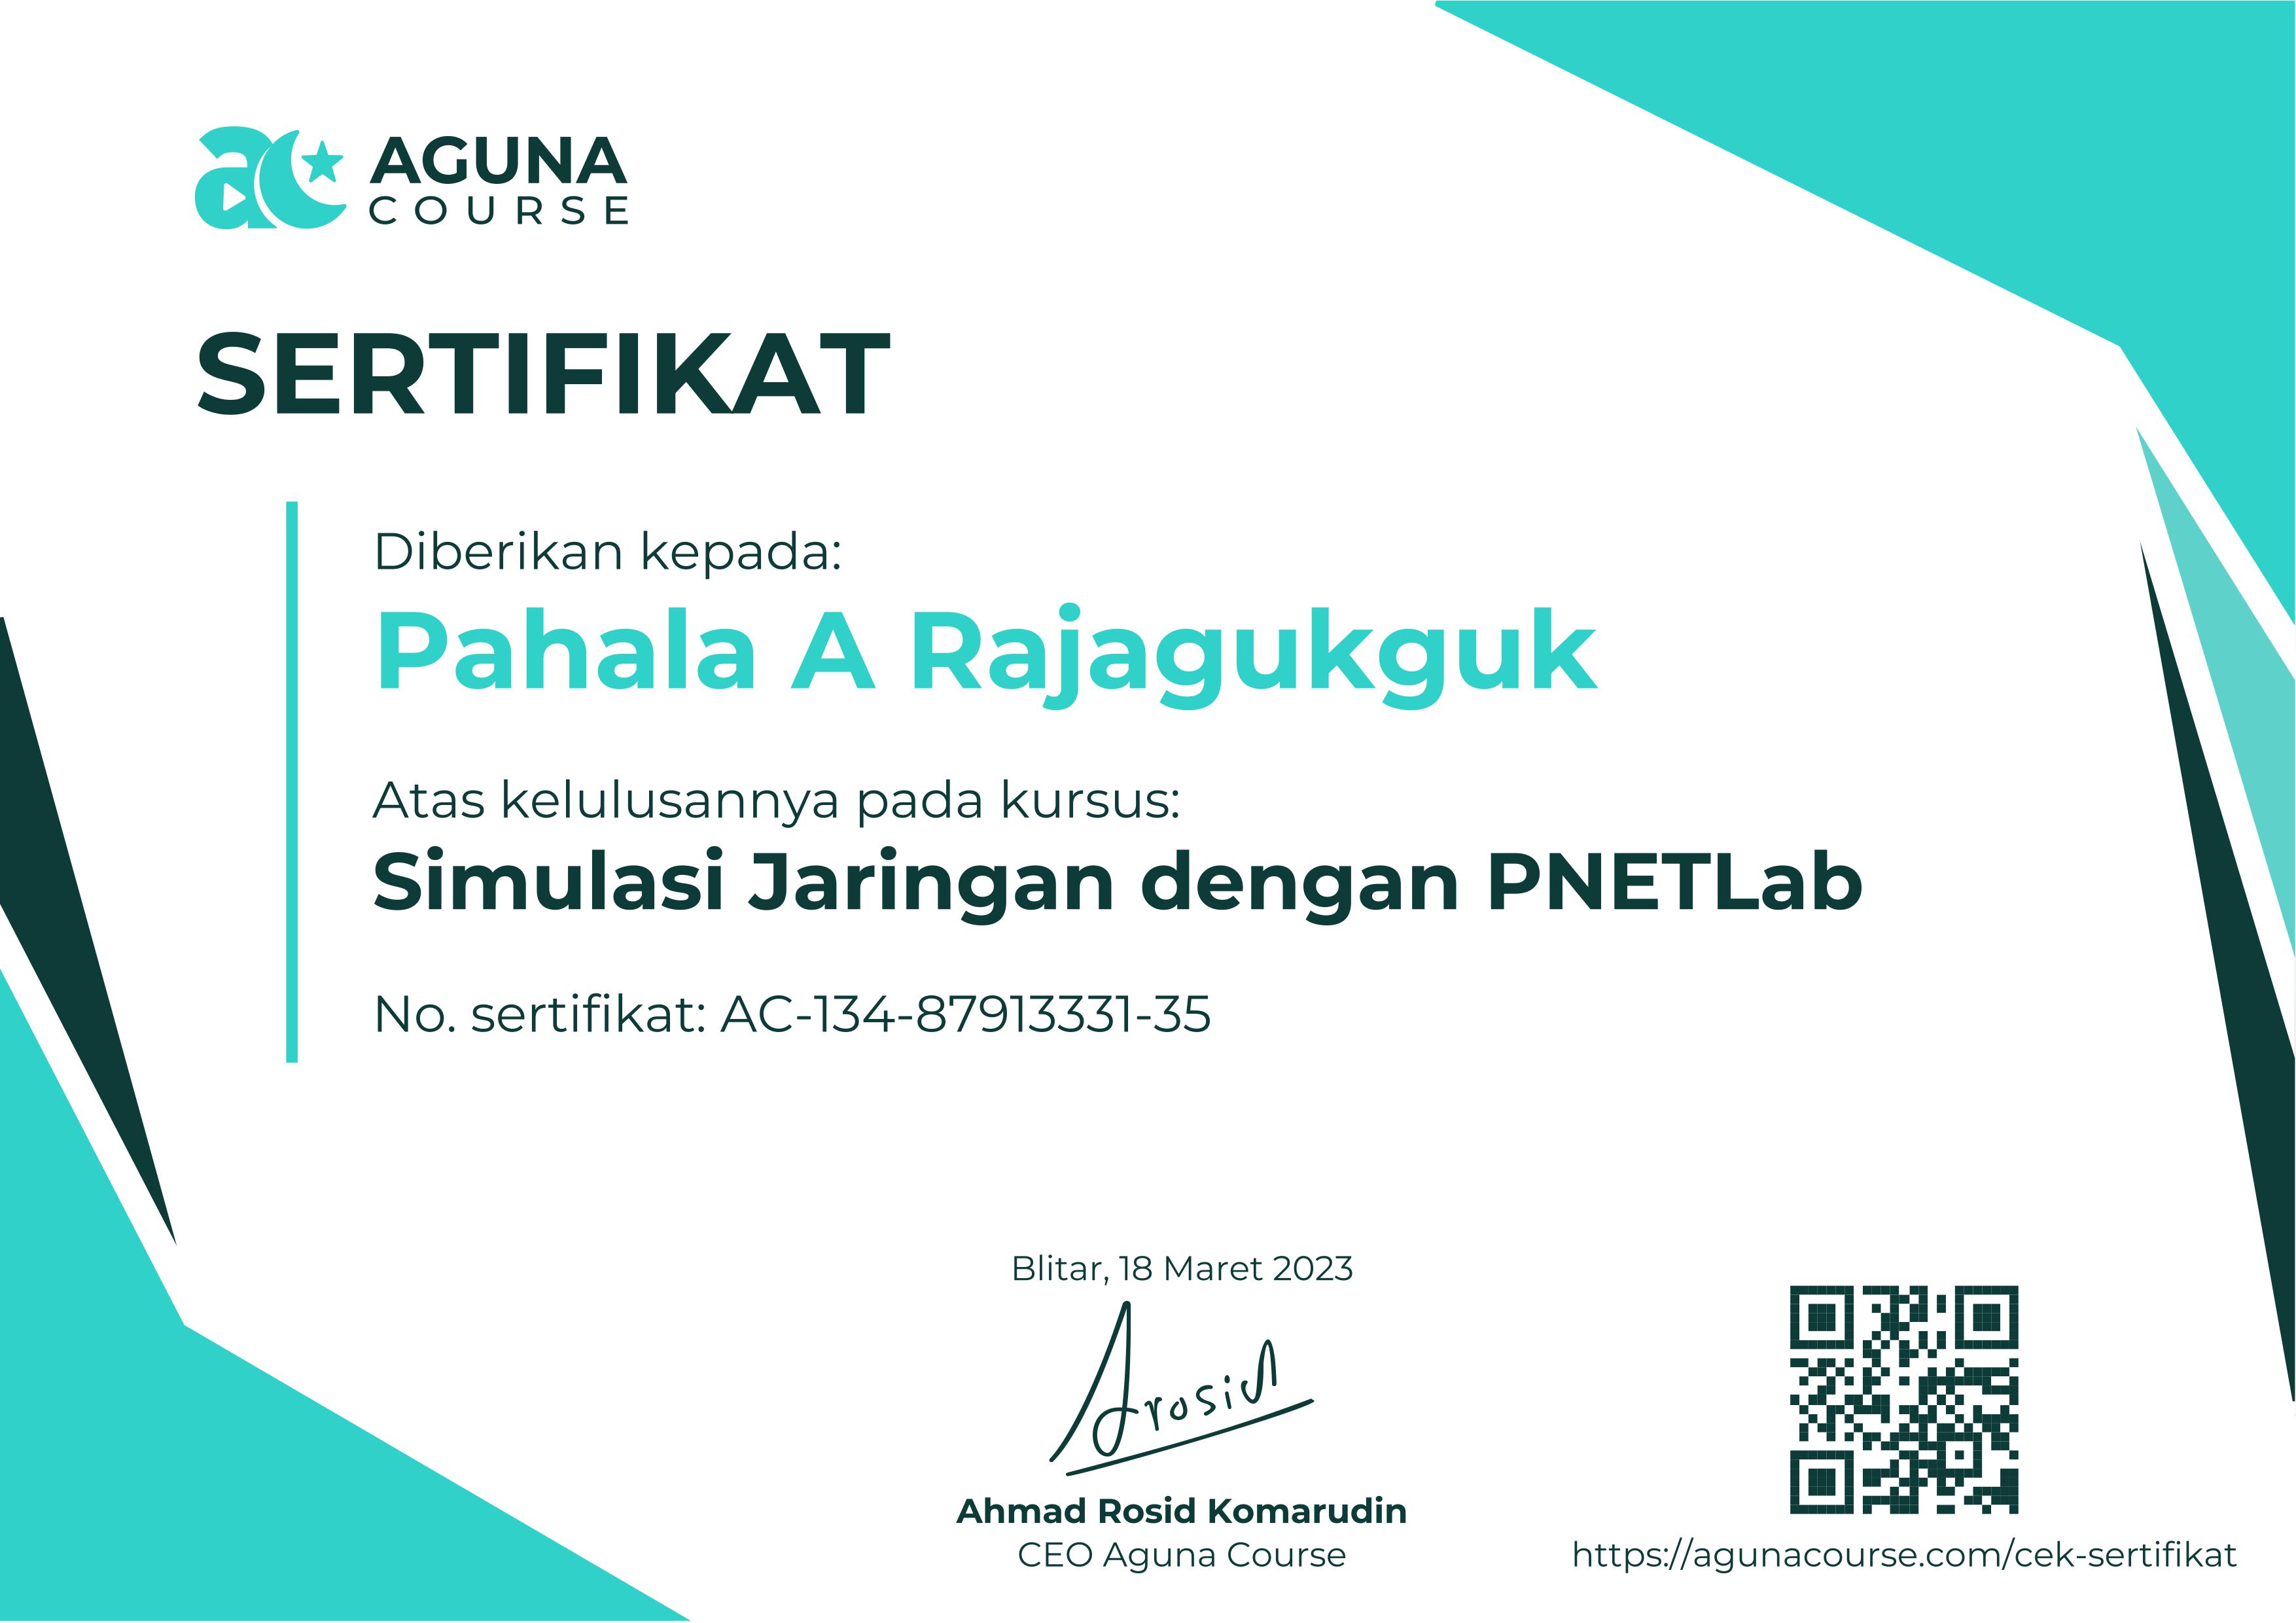 AGUNA
COURSE
SERTIFIKAT
Diberikan kepada:
Pahala A Rajagukguk
Atas kelulusannya pada kursus:
Simulasi Jaringan dengan PNETLab
No. sertifikat: AC-134-87913331-35
Blitar, 18 Maret 2023
Arosid
Ahmad Rosid Komarudin
CEO Aguna Course
https://agunacourse.com/cek-sertifikat